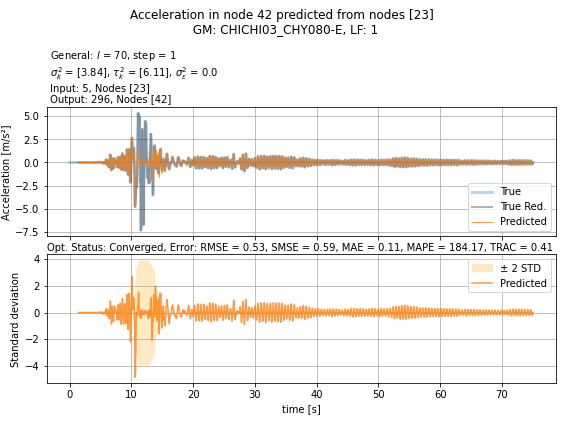 Acceleration in node 42 predicted from nodes [23]
GM: CHICHI03_CHY080-E, LF: 1
General: l = 70, step = 1
σ²ₖ = [3.84], τ²ₖ = [6.11], σ²ε = 0.0
Input: 5, Nodes [23]
Output: 296, Nodes [42]
Acceleration [m/s²]
5.0
2.5
0.0
−2.5
−5.0
−7.5
True
True Red.
Predicted
Opt. Status: Converged, Error: RMSE = 0.53, SMSE = 0.59, MAE = 0.11, MAPE = 184.17, TRAC = 0.41
Standard deviation
4
2
0
−2
−4
± 2 STD
Predicted
0 10 20 30 40 50 60 70
time [s]